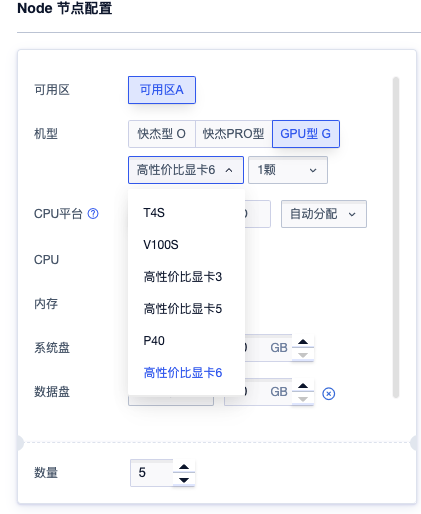 Node 节点配置
可用区 可用区A
机型 快杰型 O 快杰PRO型 GPU型 G
高性价比显卡6 1颗
CPU平台 自动分配
T4S
V100S
CPU
高性价比显卡3
内存
高性价比显卡5
系统盘 GB
P40
高性价比显卡6
数据盘 GB
数量 5